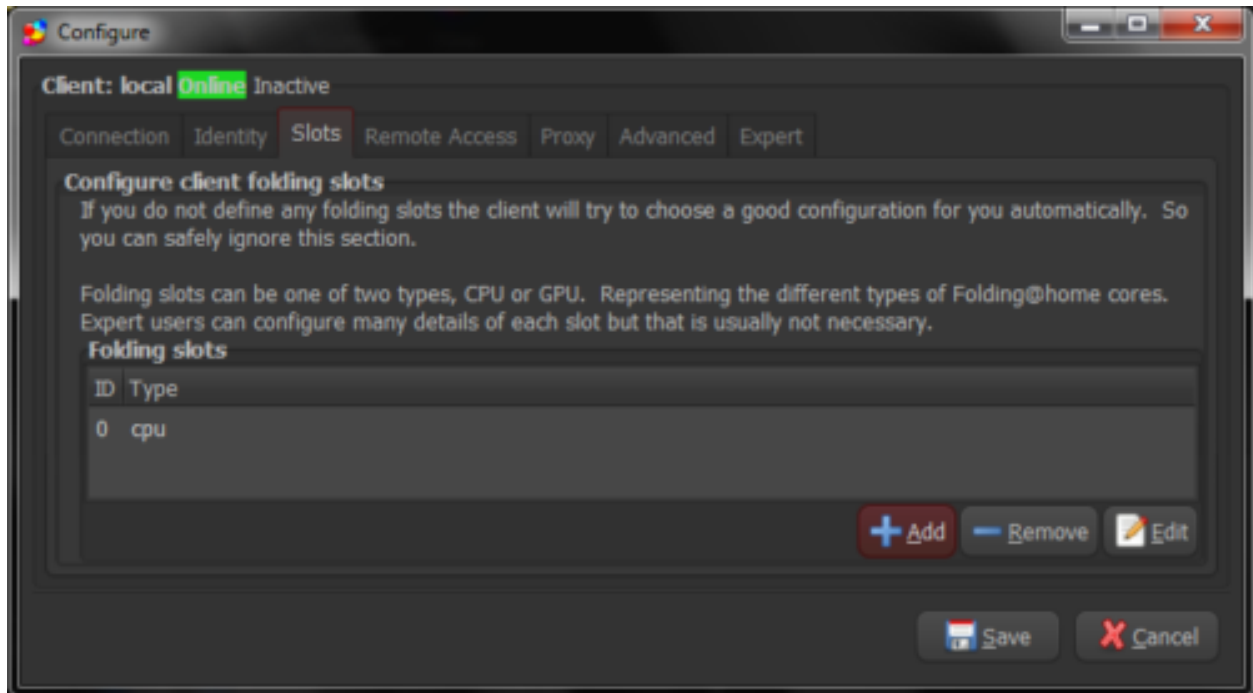 Configure
Client: local Online Inactive
Connection Identity Slots Remote Access Proxy Advanced Expert
Configure client folding slots
If you do not define any folding slots the client will try to choose a good configuration for you automatically. So
you can safely ignore this section.
Folding slots can be one of two types, CPU or GPU. Representing the different types of Folding@home cores.
Expert users can configure many details of each slot but that is usually not necessary.
Folding slots
ID Type
0 cpu
Add Remove Edit
Save Cancel